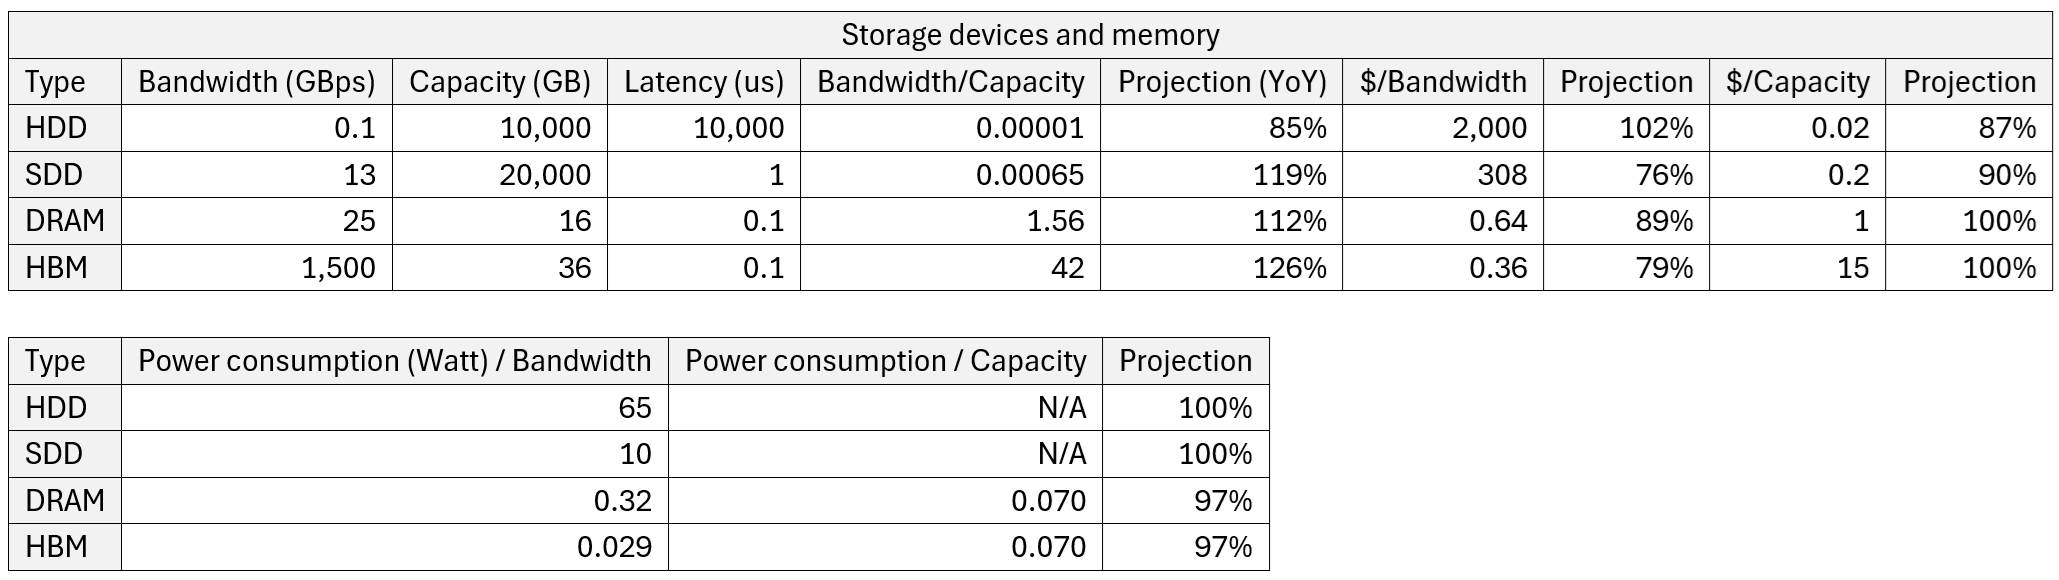 Storage devices and memory
Type Bandwidth (GBps) Capacity (GB) Latency (us) Bandwidth/Capacity Projection (YoY) $/Bandwidth Projection $/Capacity Projection
HDD 0.1 10,000 10,000 0.00001 85% 2,000 102% 0.02 87%
SDD 13 20,000 1 0.00065 119% 308 76% 0.2 90%
DRAM 25 16 0.1 1.56 112% 0.64 89% 1 100%
HBM 1,500 36 0.1 42 126% 0.36 79% 15 100%
Type Power consumption (Watt) / Bandwidth Power consumption / Capacity Projection
HDD 65 N/A 100%
SDD 10 N/A 100%
DRAM 0.32 0.070 97%
HBM 0.029 0.070 97%